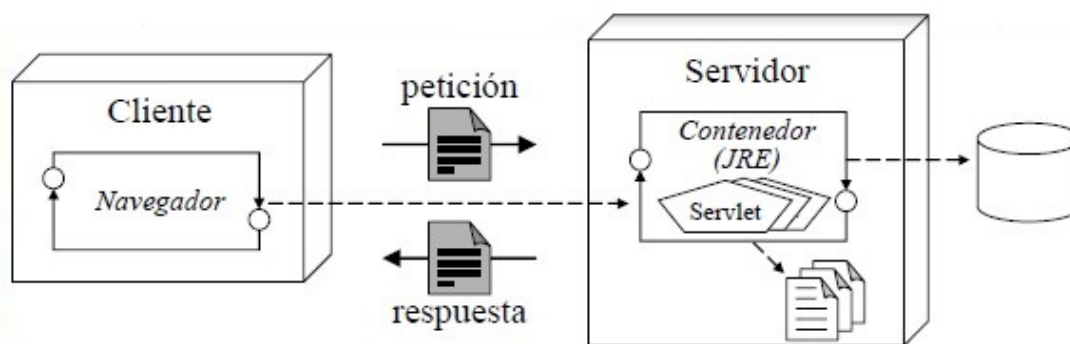 Cliente
Navegador
petición
respuesta
Servidor
Contenedor
(JRE)
Servlet